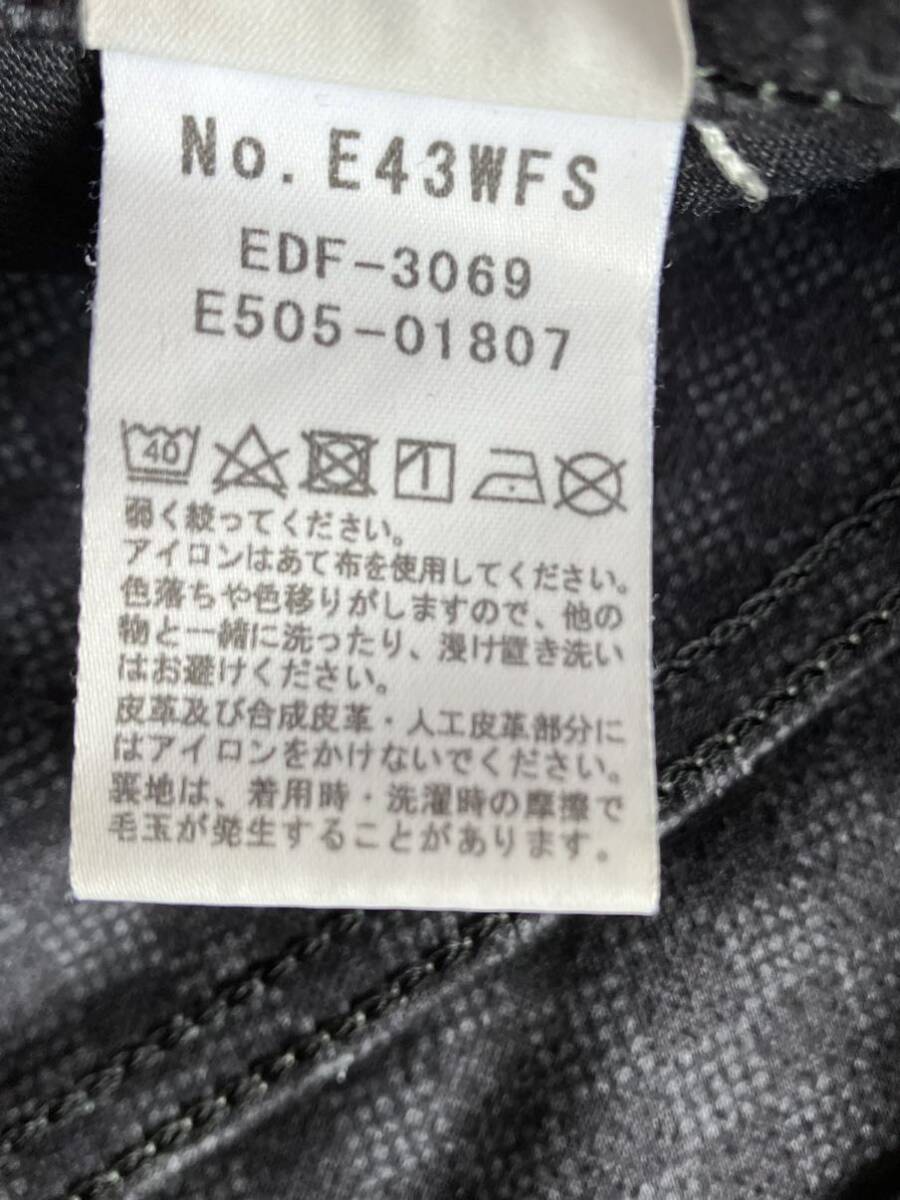 No. E43WFS
EDF-3069
E505-01807
40
弱く絞ってください。
アイロンはあて布を使用してください。
色落ちや色移りがしますので、他の
物と一緒に洗ったり、浸け置き洗い
はお避けください。
皮革及び合成皮革・人工皮革部分に
はアイロンをかけないでください。
裏地は、着用時・洗濯時の摩擦で
毛玉が発生することがあります。